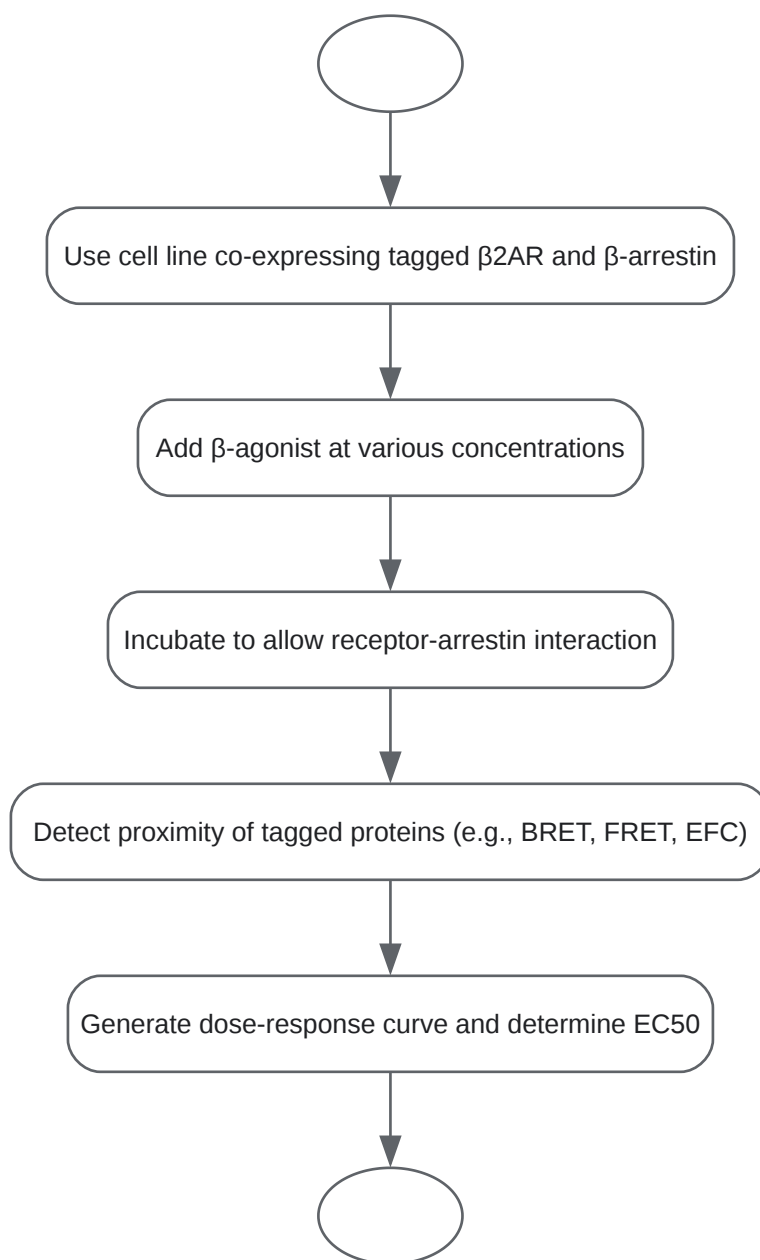 Use cell line co-expressing tagged β2AR and β-arrestin
Add β-agonist at various concentrations
Incubate to allow receptor-arrestin interaction
Detect proximity of tagged proteins (e.g., BRET, FRET, EFC)
Generate dose-response curve and determine EC50